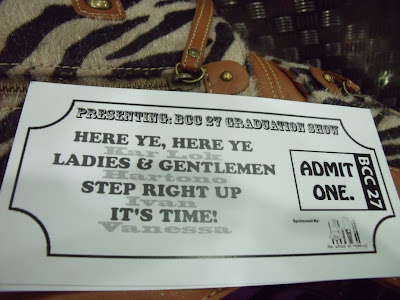 PRESENTING: BCC 27 GRADUATION SHOW
HERE YE, HERE YE
Kar Lok
LADIES & GENTLEMEN
Hartono
STEP RIGHT UP
Ivan
IT'S TIME!
Vanessa
ADMIT
ONE.
BCC 27
Sponsored By: